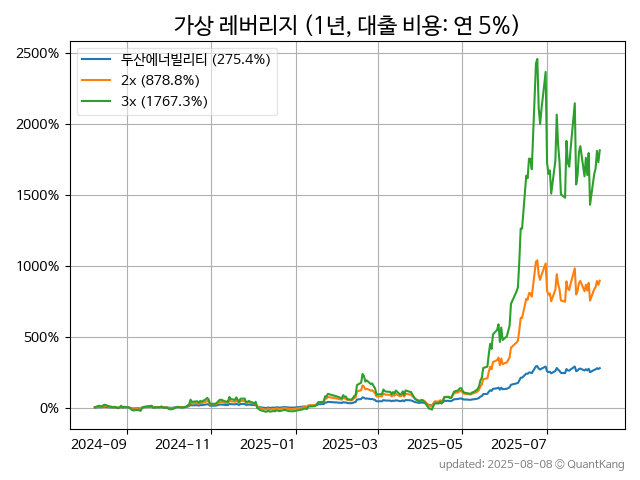 가상 레버리지 (1년, 대출 비용: 연 5%)
두산에너빌리티 (275.4%)
2x (878.8%)
3x (1767.3%)
2500%
2000%
1500%
1000%
500%
0%
2024-09 2024-11 2025-01 2025-03 2025-05 2025-07
updated: 2025-08-08 © QuantKang